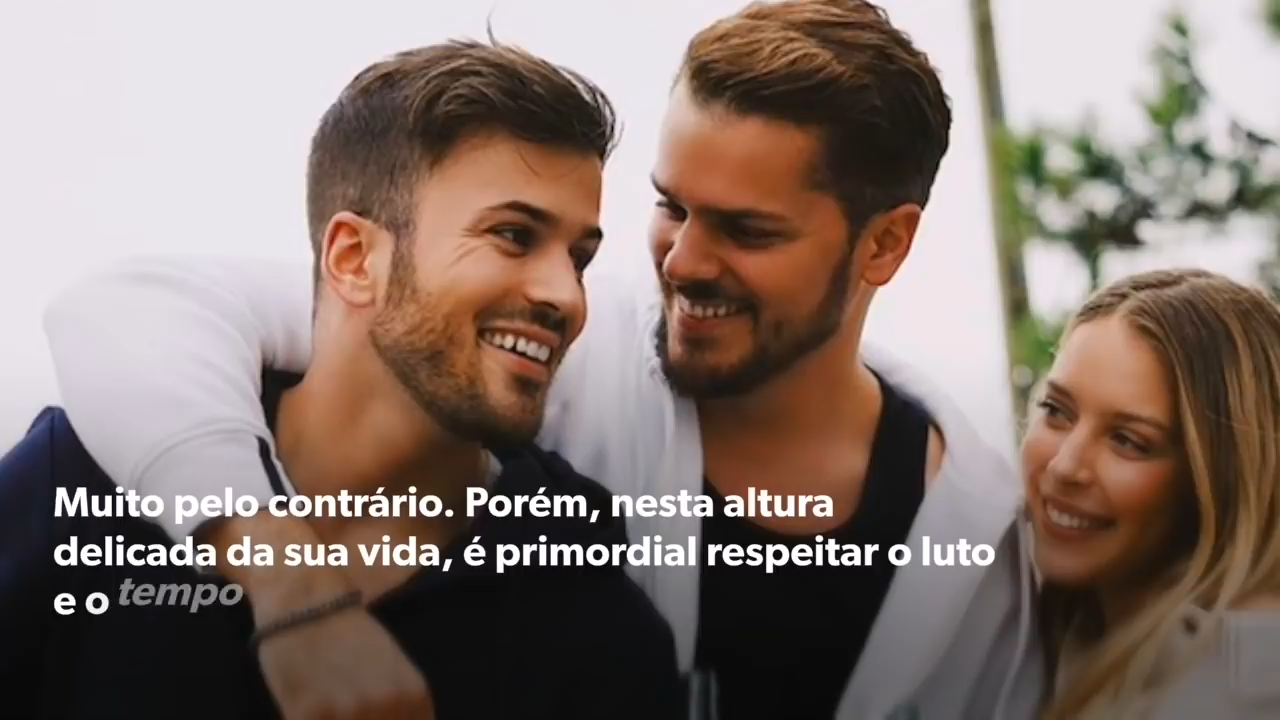 Muito pelo contrário. Porém, nesta altura
delicada da sua vida, é primordial respeitar o luto
e o tempo